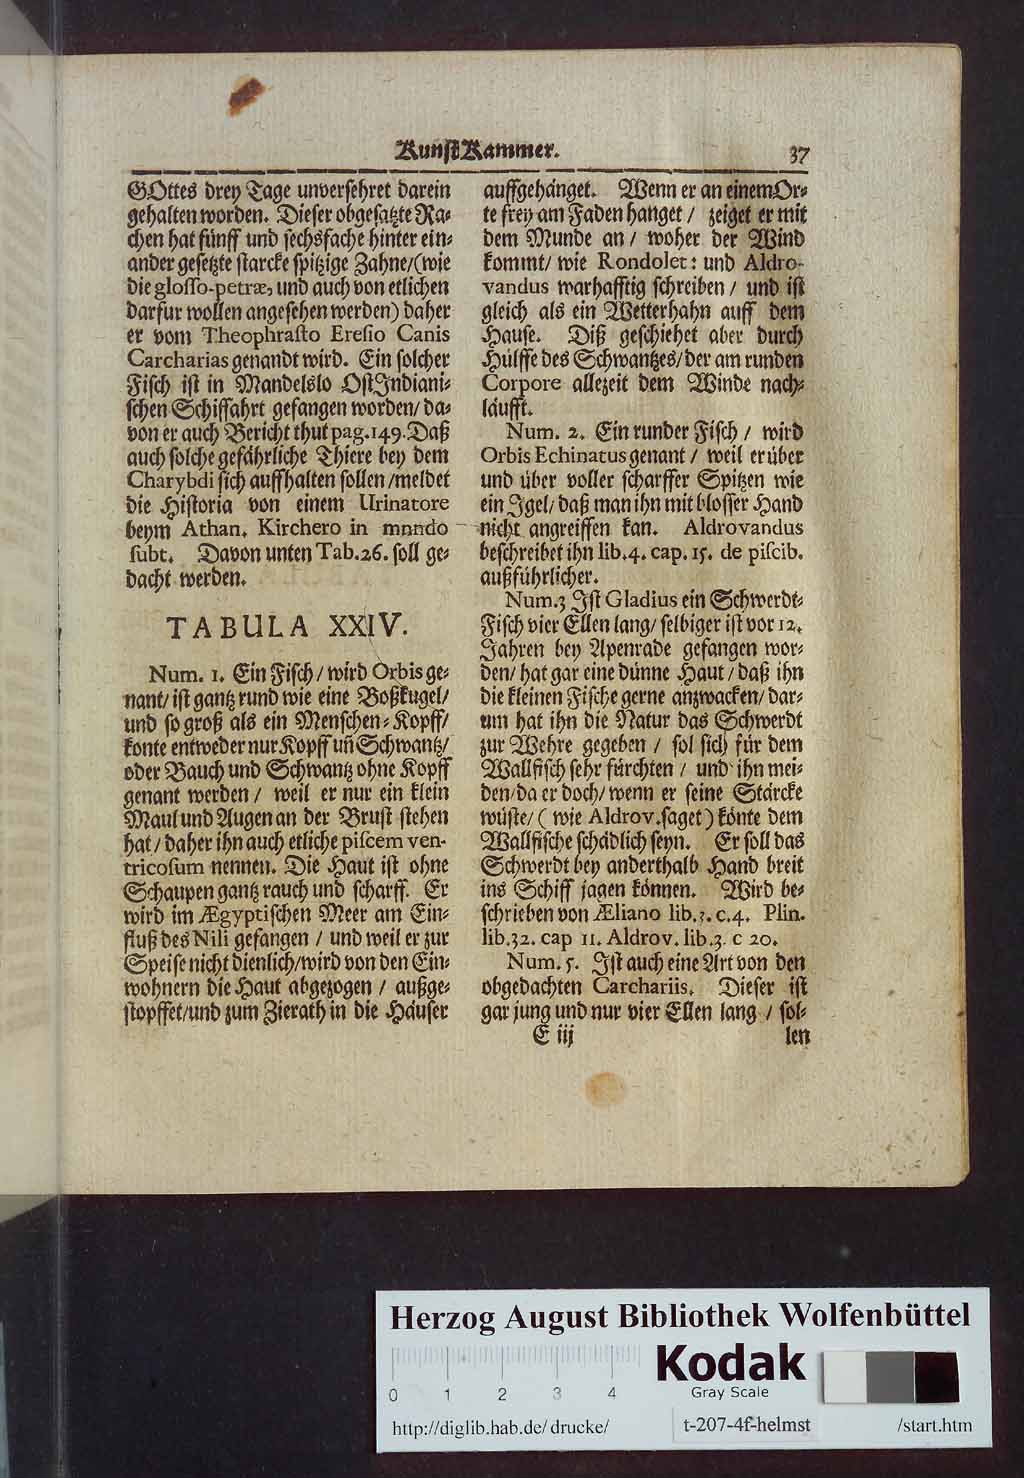 KunstKammer. 37
GOttes drey Tage unversehret darein
gehalten worden. Dieser obgesatzte Ra-
chen hat fünff und sechsfache hinter ein-
ander gesetzte starcke spitzige Zahne/(wie
die glosso-petræ, und auch von etlichen
darfur wollen angesehen werden) daher
er vom Theophrasto Eresio Canis
Carcharias genandt wird. Ein solcher
Fisch ist in Mandelslo OstJndiani-
schen Schiffahrt gefangen worden/ da-
von er auch Bericht thut pag.149. Daß
auch solche gefährliche Thiere bey dem
Charybdi sich auffhalten sollen /meldet
die Historia von einem Urinatore
beym Athan. Kirchero in mnndo
subt. Davon unten Tab.26. soll ge-
dacht werden.
TABULA XXIV.
Num. 1. Ein Fisch / wird Orbis ge-
nant/ ist gantz rund wie eine Boßkugel/
und so groß als ein Menschen-Kopff/
konte entweder nur Kopff uñ Schwantz/
oder Bauch und Schwantz ohne Kopff
genant werden / weil er nur ein klein
Maul und Augen an der Brust stehen
hat / daher ihn auch etliche piscem ven-
tricosum nennen. Die Haut ist ohne
Schaupen gantz rauch und scharff. Er
wird im Ægyptischen Meer am Ein-
fluß des Nili gefangen / und weil er zur
Speise nicht dienlich/wird von den Ein-
wohnern die Haut abgezogen / außge-
stopffet/und zum Zierath in die Häuser
auffgehänget. Wenn er an einem Or-
te frey am Faden hanget / zeiget er mit
dem Munde an / woher der Wind
kommt/ wie Rondolet: und Aldro-
vandus warhafftig schreiben / und ist
gleich als ein Wetterhahn auff dem
Hause. Diß geschiehet aber durch
Hülffe des Schwantzes/ der am runden
Corpore allezeit dem Winde nach-
läufft.
Num. 2. Ein runder Fisch / wird
Orbis Echinatus genant / weil er über
und über voller scharffer Spitzen wie
ein Jgel/ daß man ihn mit blosser Hand
nicht angreiffen kan. Aldrovandus
beschreibet ihn lib.4. cap. 15. de piscib.
außführlicher.
Num.3 Jst Gladius ein Schwerdt-
Fisch vier Ellen lang/ selbiger ist vor 12.
Jahren bey Apenrade gefangen wor-
den/ hat gar eine dünne Haut / daß ihn
die kleinen Fische gerne anzwacken/ dar-
um hat ihn die Natur das Schwerdt
zur Wehre gegeben / sol sich für dem
Wallfisch sehr fürchten / und ihn mei-
den/ da er doch/ wenn er seine Stärcke
wüste/ ( wie Aldrov. saget ) könte dem
Wallfische schädlich seyn. Er soll das
Schwerdt bey anderthalb Hand breit
ins Schiff jagen können. Wird be-
schrieben von Æliano lib.3. c.4. Plin.
lib.32. cap 11. Aldrov. lib.3. c 20.
Num. 5. Jst auch eine Art von den
obgedachten Carchariis. Dieser ist
gar jung und nur vier Ellen lang / sol-
E iij len
Herzog August Bibliothek Wolfenbüttel
Kodak
Gray Scale
0 1 2 3 4
http://diglib.hab.de/drucke/ t-207-4f-helmst /start.htm